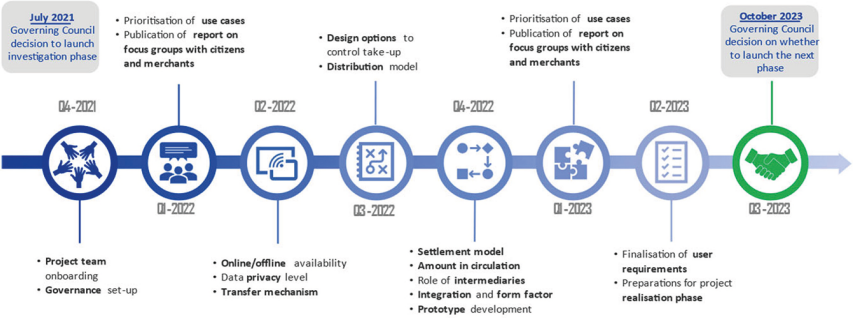 July 2021
Governing Council
decision to launch
investigation phase
• Prioritisation of use cases
• Publication of report on
focus groups with citizens
and merchants
• Design options to
control take-up
• Distribution model
• Prioritisation of use cases
• Publication of report on
focus groups with citizens
and merchants
October 2023
Governing Council
decision on whether
to launch the next
phase
Q4-2021
Q2-2022
Q4-2022
Q2-2023
Q1-2022
Q3-2022
Q1-2023
Q3-2023
• Project team
onboarding
• Governance set-up
• Online/offline availability
• Data privacy level
• Transfer mechanism
• Settlement model
• Amount in circulation
• Role of intermediaries
• Integration and form factor
• Prototype development
• Finalisation of user
requirements
• Preparations for project
realisation phase